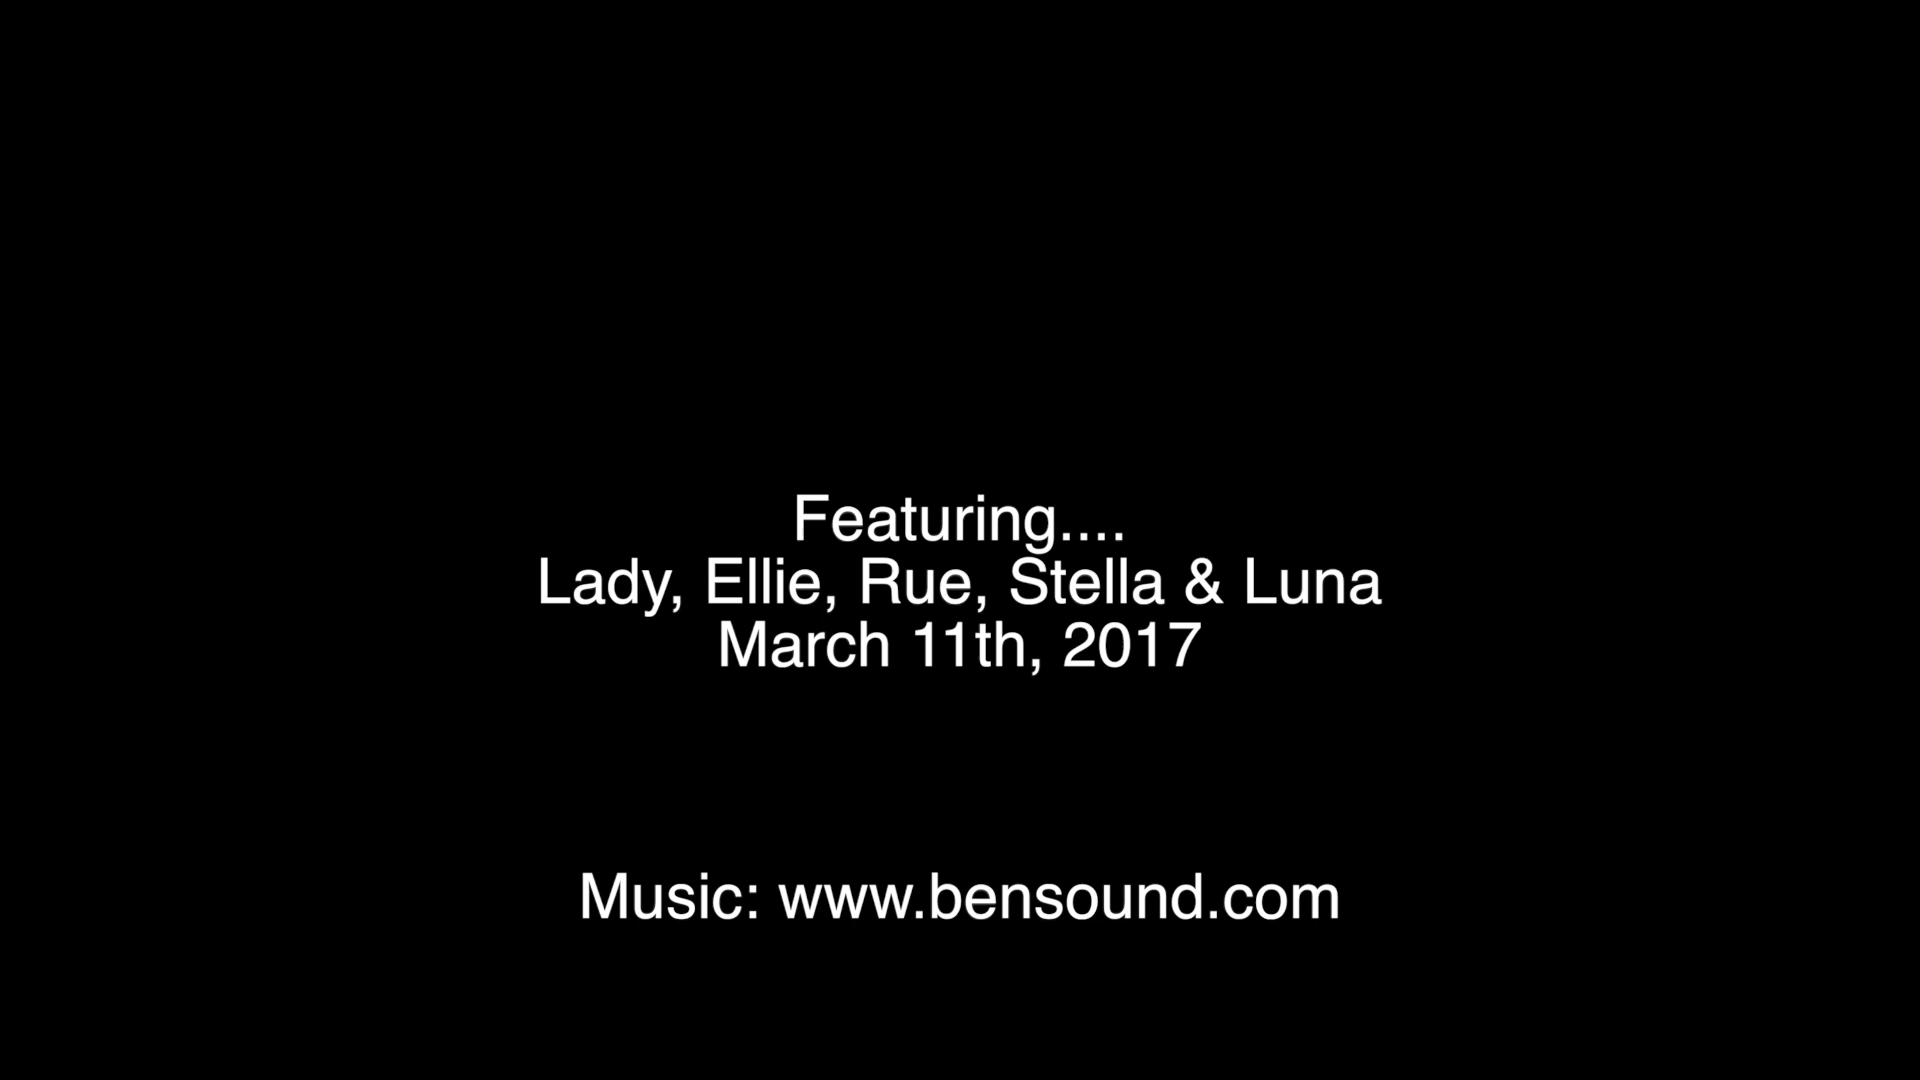 Featuring....
Lady, Ellie, Rue, Stella & Luna
March 11th, 2017
Music: www.bensound.com